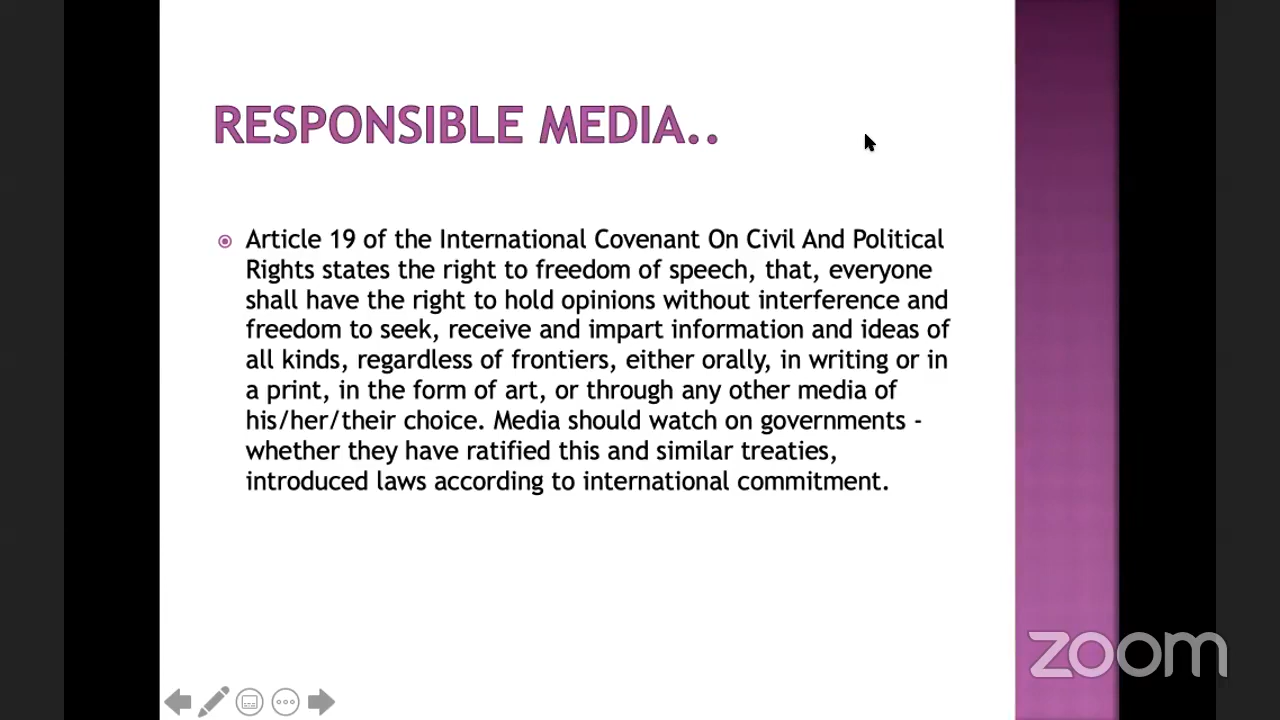 RESPONSIBLE MEDIA..
Article 19 of the International Covenant On Civil And Political
Rights states the right to freedom of speech, that, everyone
shall have the right to hold opinions without interference and
freedom to seek, receive and impart information and ideas of
all kinds, regardless of frontiers, either orally, in writing or in
a print, in the form of art, or through any other media of
his/her/their choice. Media should watch on governments -
whether they have ratified this and similar treaties,
introduced laws according to international commitment.
zoom